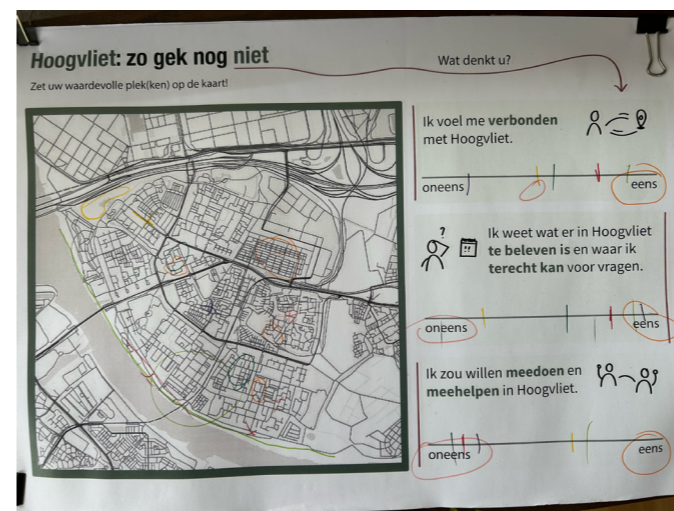 Hoogvliet: zo gek nog niet
Wat denkt u?
Zet uw waardevolle plek(ken) op de kaart!
Ik voel me verbonden
met Hoogvliet.
oneens
eens
?
Ik weet wat er in Hoogvliet
te beleven is en waar ik
terecht kan voor vragen.
oneens
eens
Ik zou willen meedoen en
meehelpen in Hoogvliet.
oneens
eens